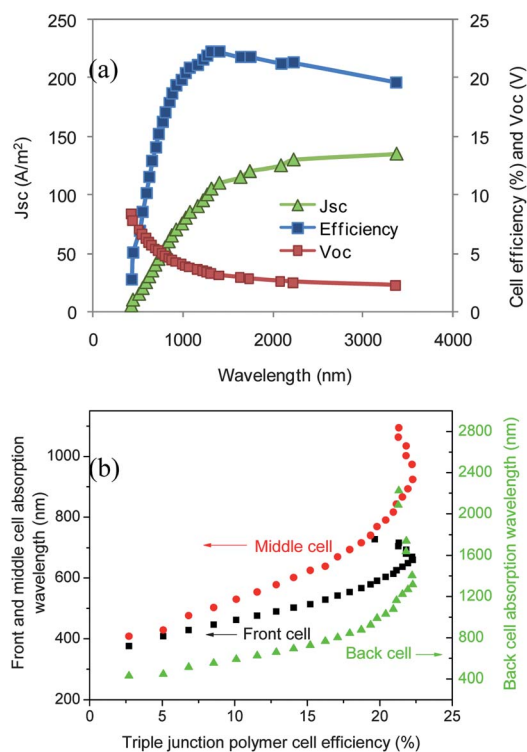 (a)
250
200
150
100
50
0
Jsc (A/m²)
25
20
15
10
5
0
Cell efficiency (%) and Voc (V)
Jsc
Efficiency
Voc
0 1000 2000 3000 4000
Wavelength (nm)
(b)
1000
800
600
400
200
Front and middle cell absorption
wavelength (nm)
2800
2400
2000
1600
1200
800
400
Back cell absorption wavelength (nm)
Middle cell
Front cell
Back cell
0 5 10 15 20 25
Triple junction polymer cell efficiency (%)